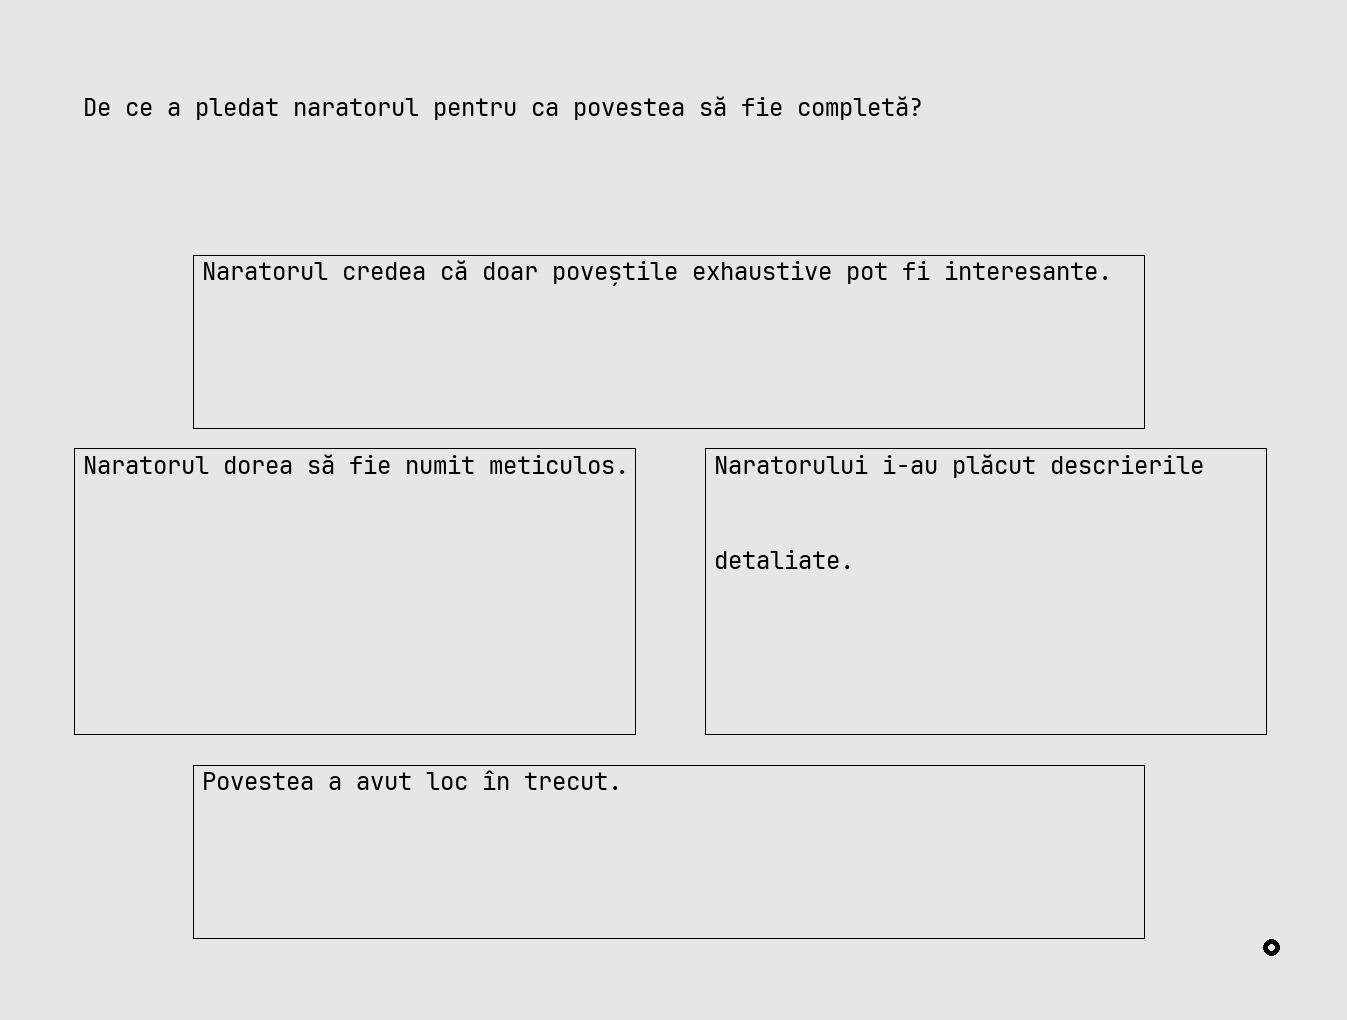 De ce a pledat naratorul pentru ca povestea să fie completă?
Naratorul credea că doar poveștile exhaustive pot fi interesante.
Naratorul dorea să fie numit meticulos.
Naratorului i-au plăcut descrierile
detaliate.
Povestea a avut loc în trecut.